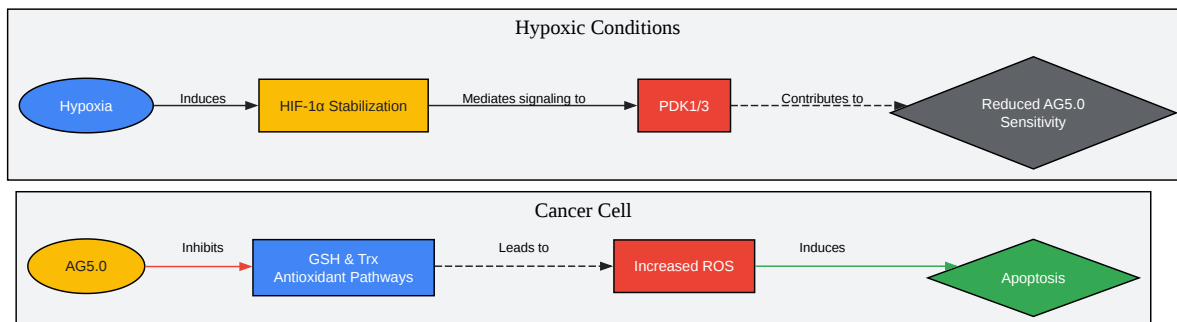 Hypoxic Conditions
Hypoxia
Induces
HIF-1α Stabilization
Mediates signaling to
PDK1/3
Contributes to
Reduced AG5.0
Sensitivity
Cancer Cell
AG5.0
Inhibits
GSH & Trx
Antioxidant Pathways
Leads to
Increased ROS
Induces
Apoptosis